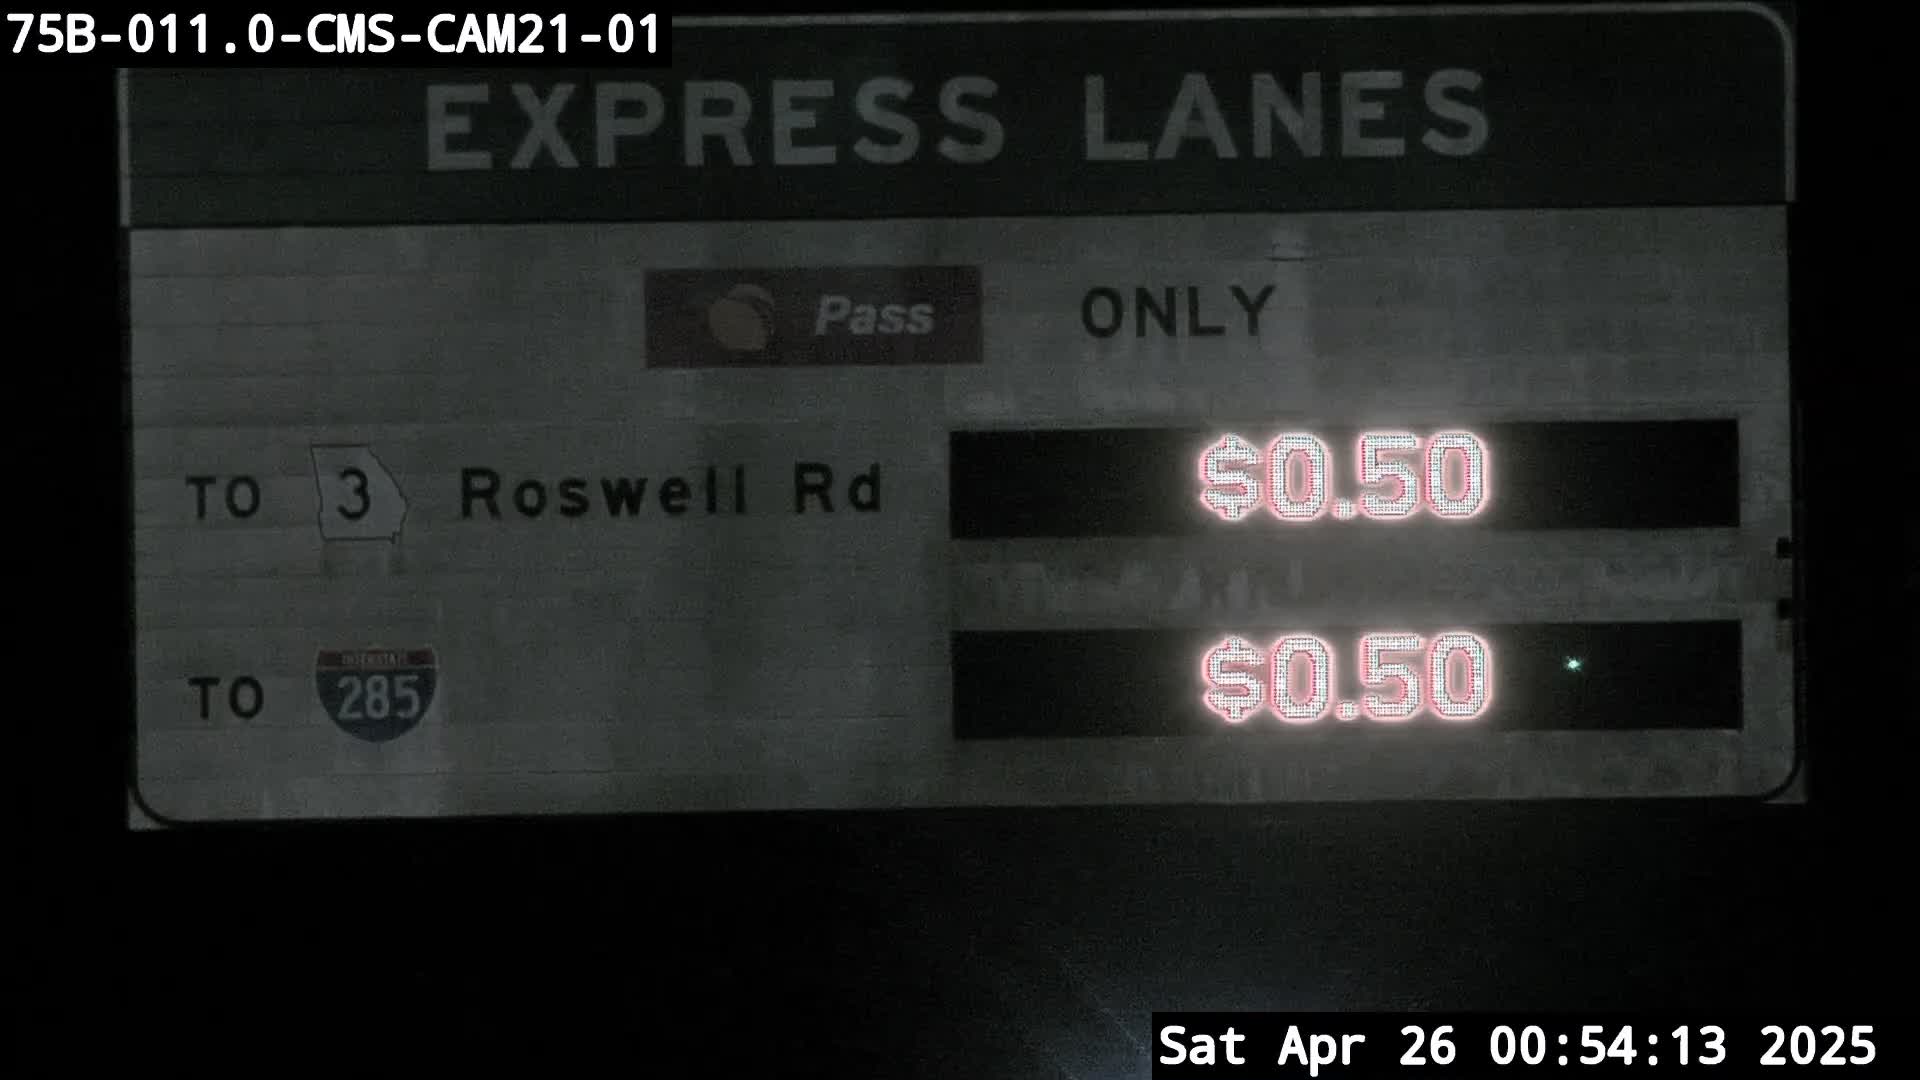 75B-011.0-CMS-CAM21-01
EXPRESS LANES
Pass ONLY
TO 3 Roswell Rd $0.50
TO INTERSTATE 285 $0.50
Sat Apr 26 00:54:13 2025